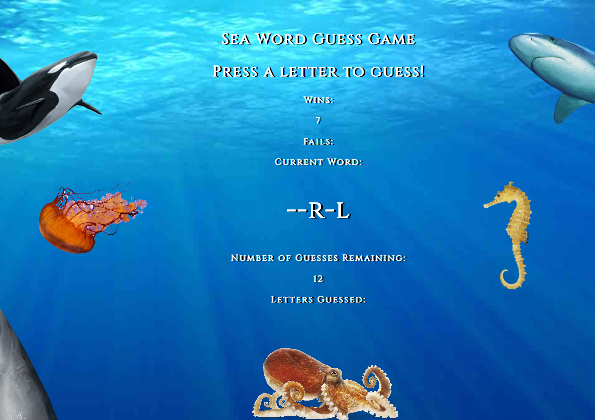 Sea Word Guess Game
Press a letter to guess!
Wins:
7
Fails:
Current Word:
--R-L
Number of Guesses Remaining:
12
Letters Guessed: